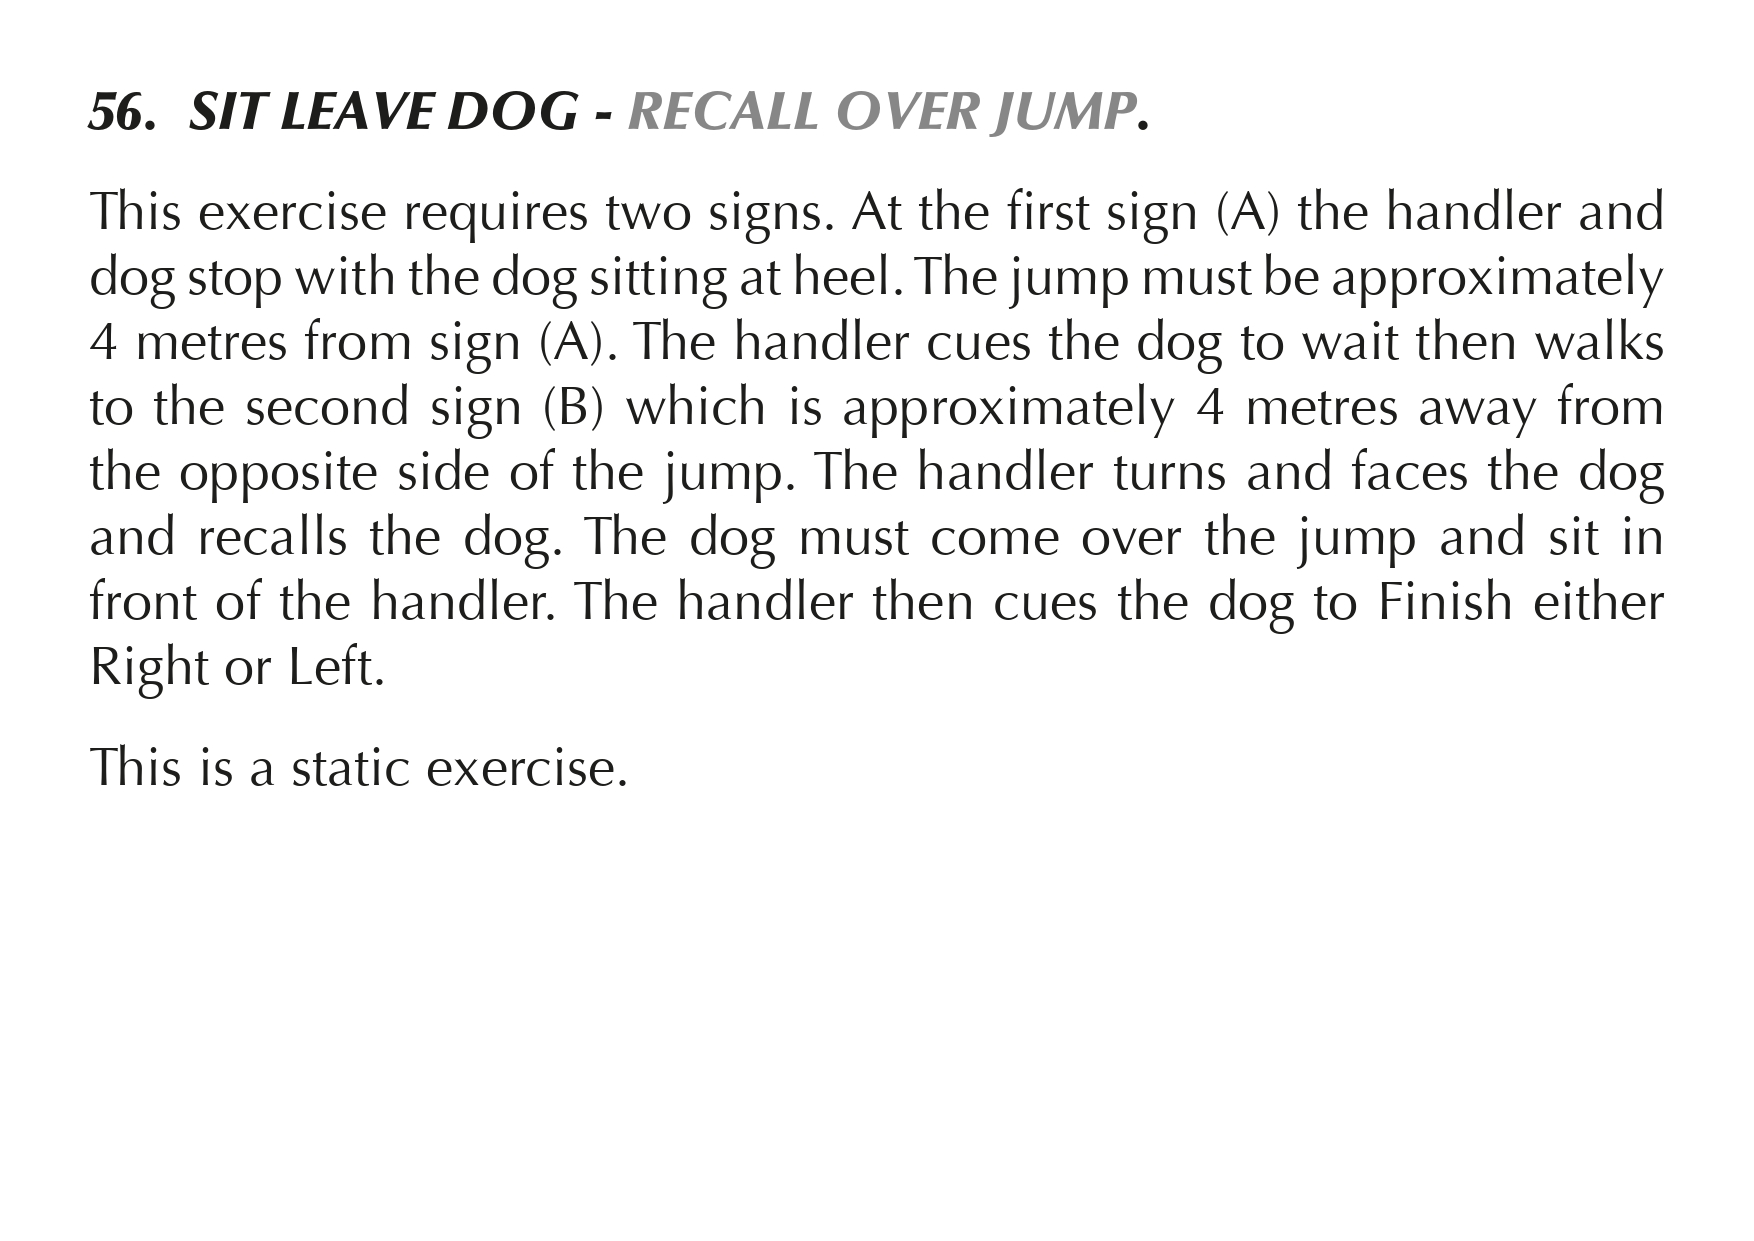 56. SIT LEAVE DOG - RECALL OVER JUMP.
This exercise requires two signs. At the first sign (A) the handler and
dog stop with the dog sitting at heel. The jump must be approximately
4 metres from sign (A). The handler cues the dog to wait then walks
to the second sign (B) which is approximately 4 metres away from
the opposite side of the jump. The handler turns and faces the dog
and recalls the dog. The dog must come over the jump and sit in
front of the handler. The handler then cues the dog to Finish either
Right or Left.
This is a static exercise.